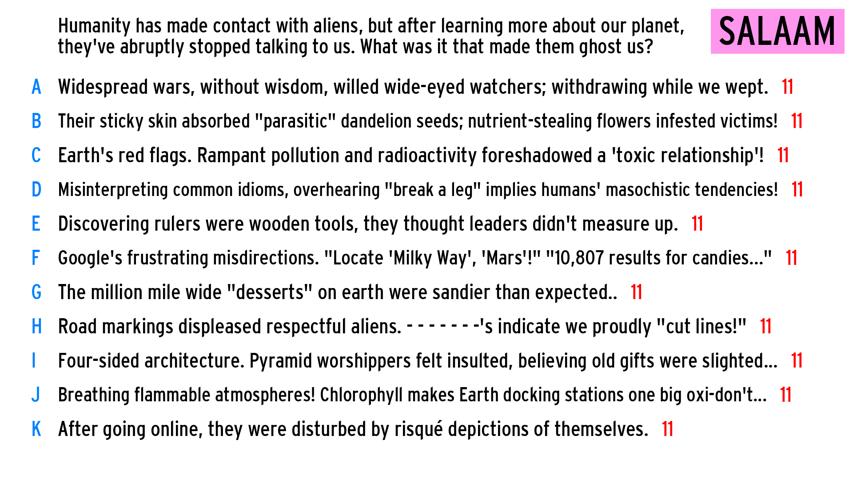 Humanity has made contact with aliens, but after learning more about our planet,
they've abruptly stopped talking to us. What was it that made them ghost us?
SALAAM
A Widespread wars, without wisdom, willed wide-eyed watchers; withdrawing while we wept. 11
B Their sticky skin absorbed "parasitic" dandelion seeds; nutrient-stealing flowers infested victims! 11
C Earth's red flags. Rampant pollution and radioactivity foreshadowed a 'toxic relationship'! 11
D Misinterpreting common idioms, overhearing "break a leg" implies humans' masochistic tendencies! 11
E Discovering rulers were wooden tools, they thought leaders didn't measure up. 11
F Google's frustrating misdirections. "Locate 'Milky Way', 'Mars'!" "10,807 results for candies..." 11
G The million mile wide "desserts" on earth were sandier than expected.. 11
H Road markings displeased respectful aliens. - - - - - - -'s indicate we proudly "cut lines!" 11
I Four-sided architecture. Pyramid worshippers felt insulted, believing old gifts were slighted... 11
J Breathing flammable atmospheres! Chlorophyll makes Earth docking stations one big oxi-don't... 11
K After going online, they were disturbed by risqué depictions of themselves. 11